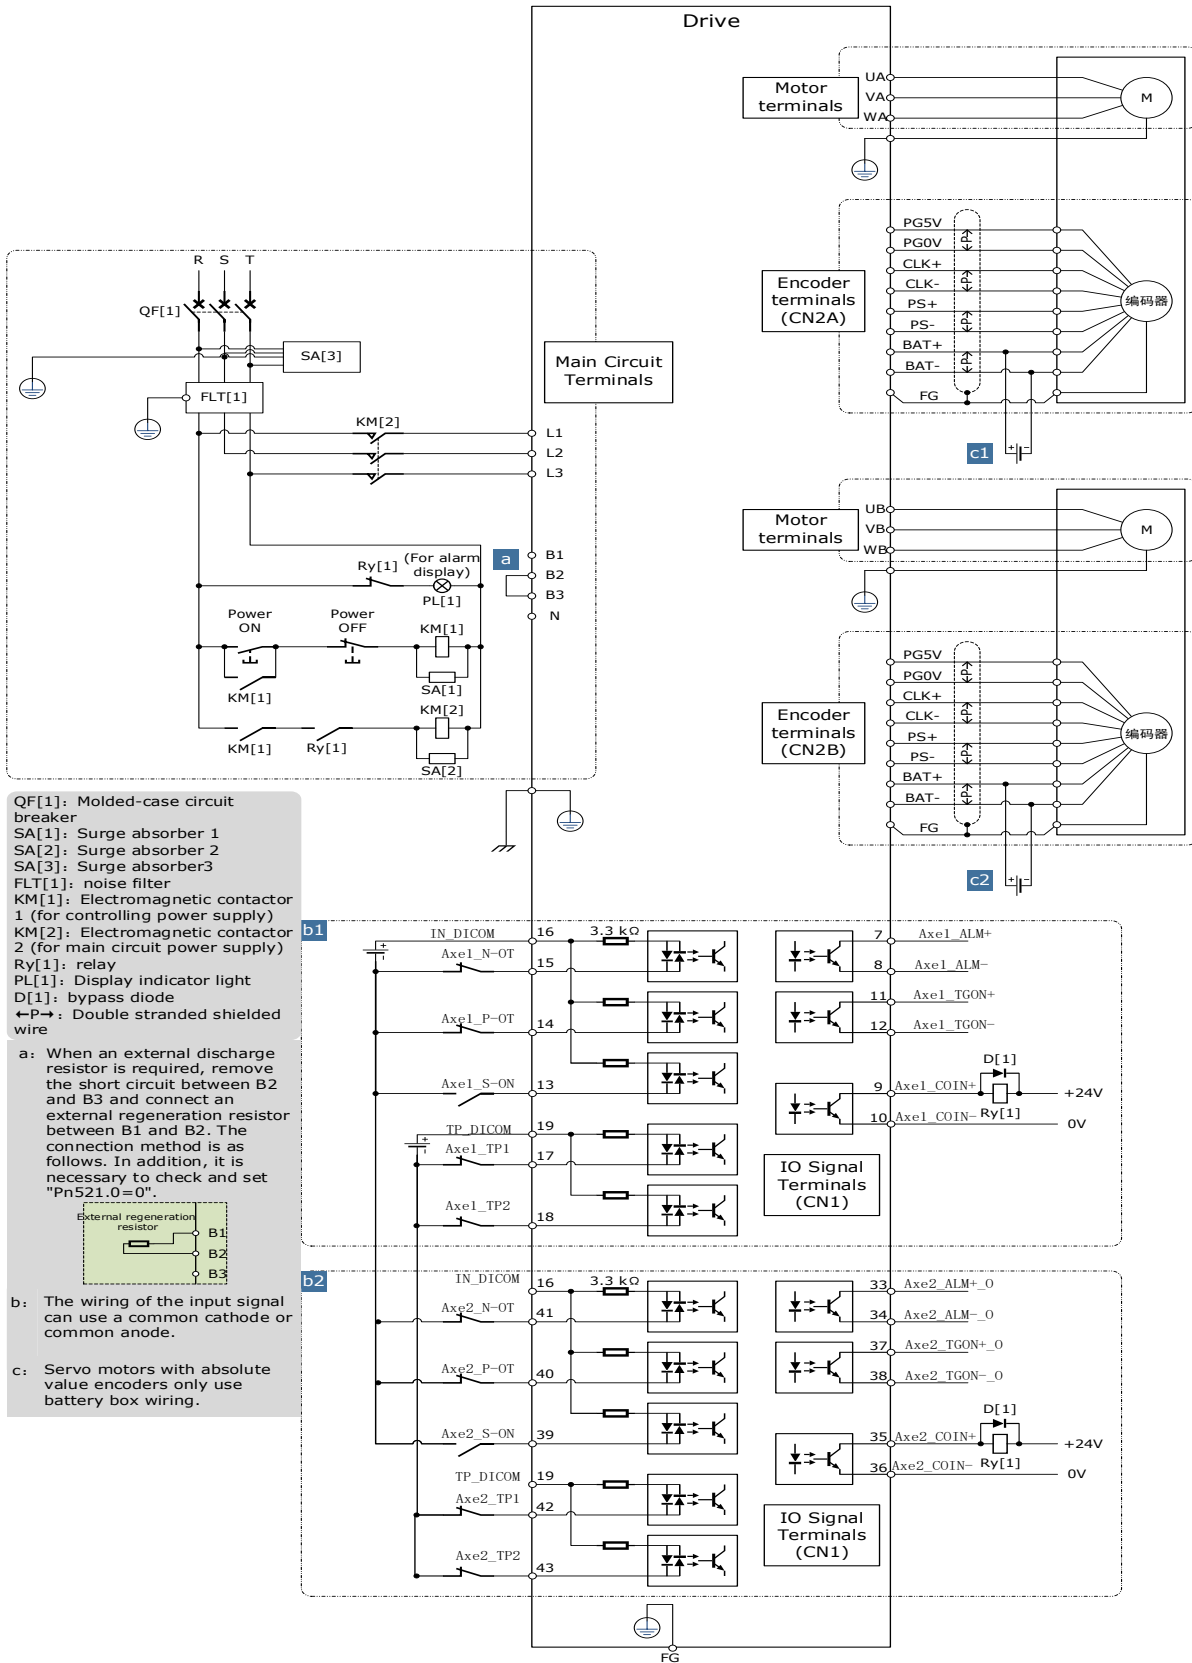 Drive
Motor
terminals
UA
VA
WA
M
Encoder
terminals
(CN2A)
PG5V
PG0V
CLK+
CLK-
PS+
PS-
BAT+
BAT-
FG
←P→
←P→
←P→
←P→
编码器
c1
+
-
R S T
QF[1]
SA[3]
FLT[1]
KM[2]
Main Circuit
Terminals
L1
L2
L3
a
B1
B2
B3
N
Ry[1]
(For alarm
display)
PL[1]
Power
ON
Power
OFF
KM[1]
KM[1]
SA[1]
KM[2]
KM[1]
Ry[1]
SA[2]
Motor
terminals
UB
VB
WB
M
Encoder
terminals
(CN2B)
PG5V
PG0V
CLK+
CLK-
PS+
PS-
BAT+
BAT-
FG
←P→
←P→
←P→
←P→
编码器
c2
+
-
QF[1]: Molded-case circuit
breaker
SA[1]: Surge absorber 1
SA[2]: Surge absorber 2
SA[3]: Surge absorber3
FLT[1]: noise filter
KM[1]: Electromagnetic contactor
1 (for controlling power supply)
KM[2]: Electromagnetic contactor
2 (for main circuit power supply)
Ry[1]: relay
PL[1]: Display indicator light
D[1]: bypass diode
←P→: Double stranded shielded
wire
a: When an external discharge
resistor is required, remove
the short circuit between B2
and B3 and connect an
external regeneration resistor
between B1 and B2. The
connection method is as
follows. In addition, it is
necessary to check and set
"Pn521.0=0".
External regeneration
resistor
B1
B2
B3
b: The wiring of the input signal
can use a common cathode or
common anode.
c: Servo motors with absolute
value encoders only use
battery box wiring.
b1
+
IN_DICOM 16
3.3 kΩ
Axe1_N-OT 15
Axe1_P-OT 14
Axe1_S-ON 13
+
TP_DICOM 19
Axe1_TP1 17
Axe1_TP2 18
7 Axe1_ALM+
8 Axe1_ALM-
11 Axe1_TGON+
12 Axe1_TGON-
D[1]
9 Axe1_COIN+
+24V
10 Axe1_COIN- Ry[1]
0V
IO Signal
Terminals
(CN1)
b2
IN_DICOM 16
3.3 kΩ
Axe2_N-OT 41
Axe2_P-OT 40
Axe2_S-ON 39
TP_DICOM 19
Axe2_TP1 42
Axe2_TP2 43
33 Axe2_ALM+_O
34 Axe2_ALM-_O
37 Axe2_TGON+_O
38 Axe2_TGON-_O
D[1]
35 Axe2_COIN+
+24V
36 Axe2_COIN- Ry[1]
0V
IO Signal
Terminals
(CN1)
FG